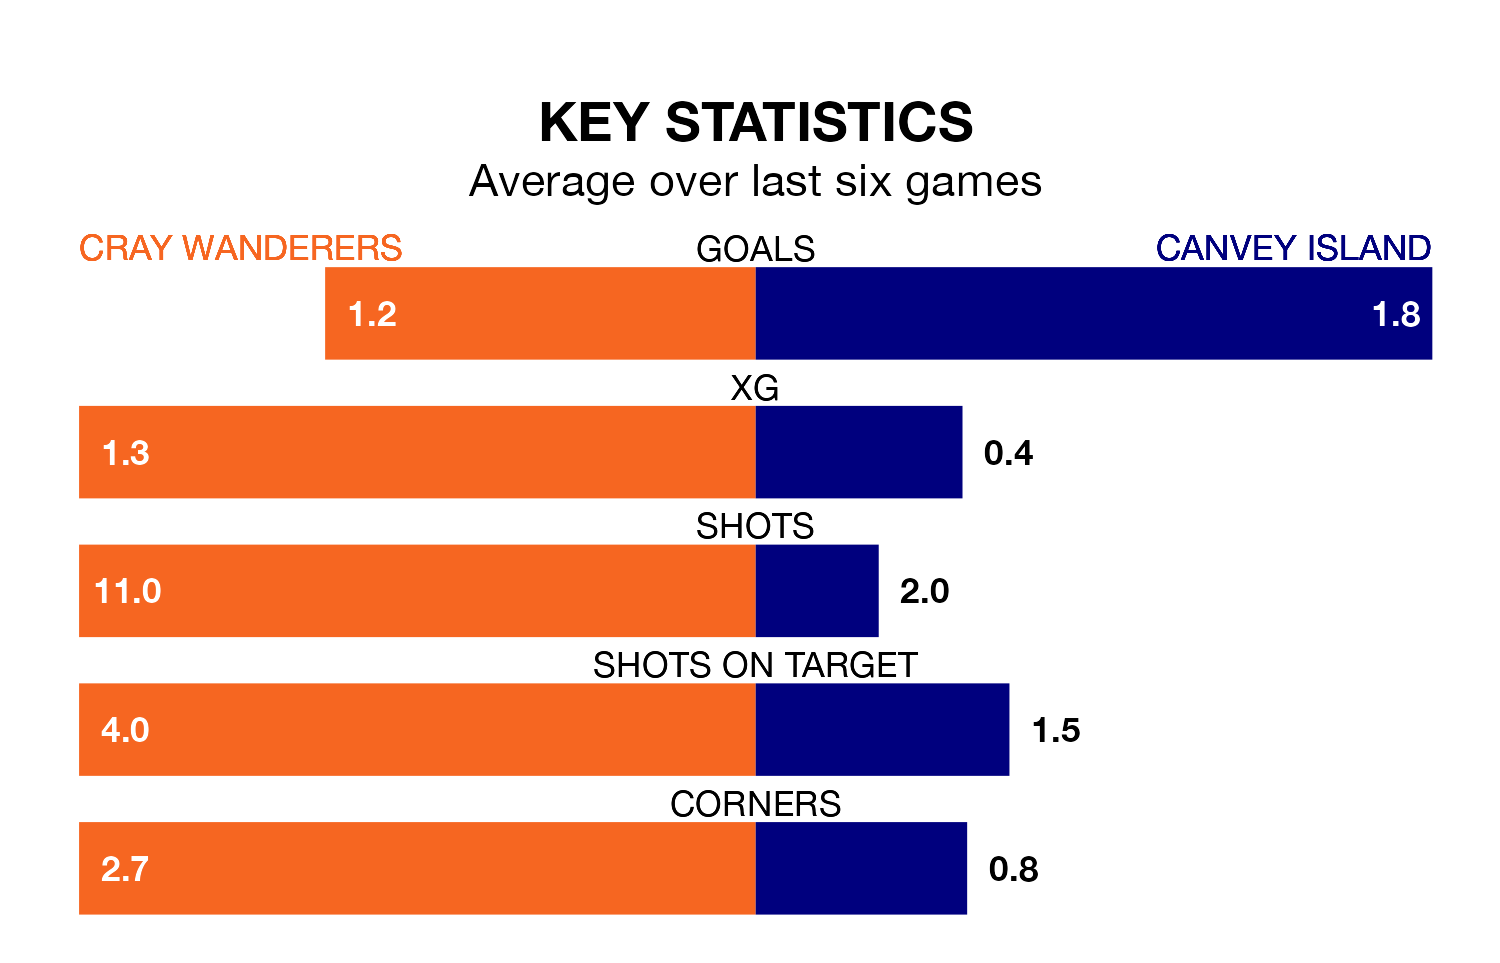 KEY STATISTICS
Average over last six games
CRAY WANDERERS GOALS CANVEY ISLAND
1.2 1.8
XG
1.3 0.4
SHOTS
11.0 2.0
SHOTS ON TARGET
4.0 1.5
CORNERS
2.7 0.8